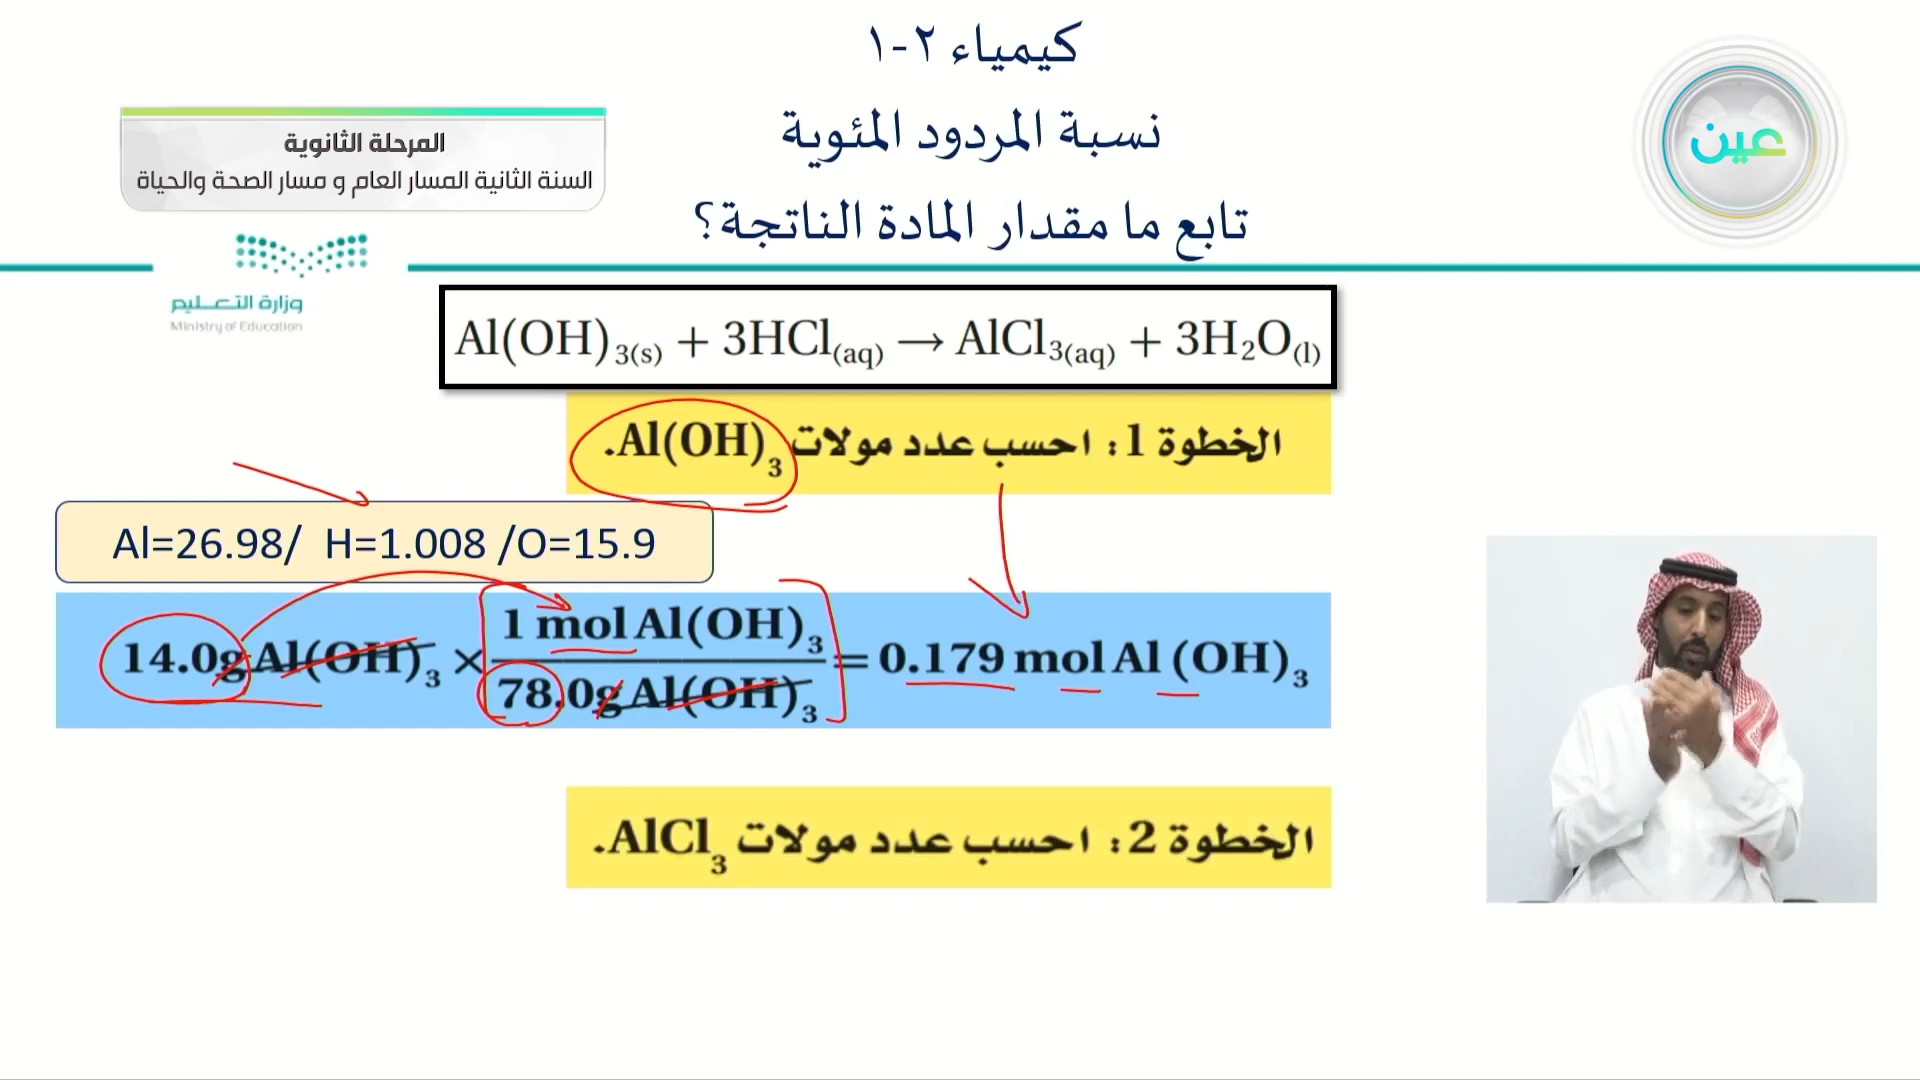 كيمياء ٢-١
نسبة المردود المئوية
تابع ما مقدار المادة الناتجة؟
عين
المرحلة الثانوية
السنة الثانية المسار العام و مسار الصحة والحياة
وزارة التعليم
Ministry of Education
Al(OH)₃(s) + 3HCl(aq) → AlCl₃(aq) + 3H₂O(l)
الخطوة 1: احسب عدد مولات Al(OH)₃.
Al=26.98/ H=1.008 /O=15.9
14.0g Al(OH)₃ × 1 mol Al(OH)₃ / 78.0g Al(OH)₃ = 0.179 mol Al (OH)₃
الخطوة 2: احسب عدد مولات AlCl₃.